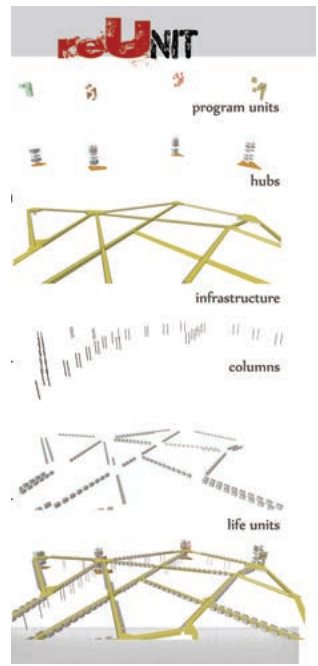 reUNIT
program units
hubs
infrastructure
columns
life units